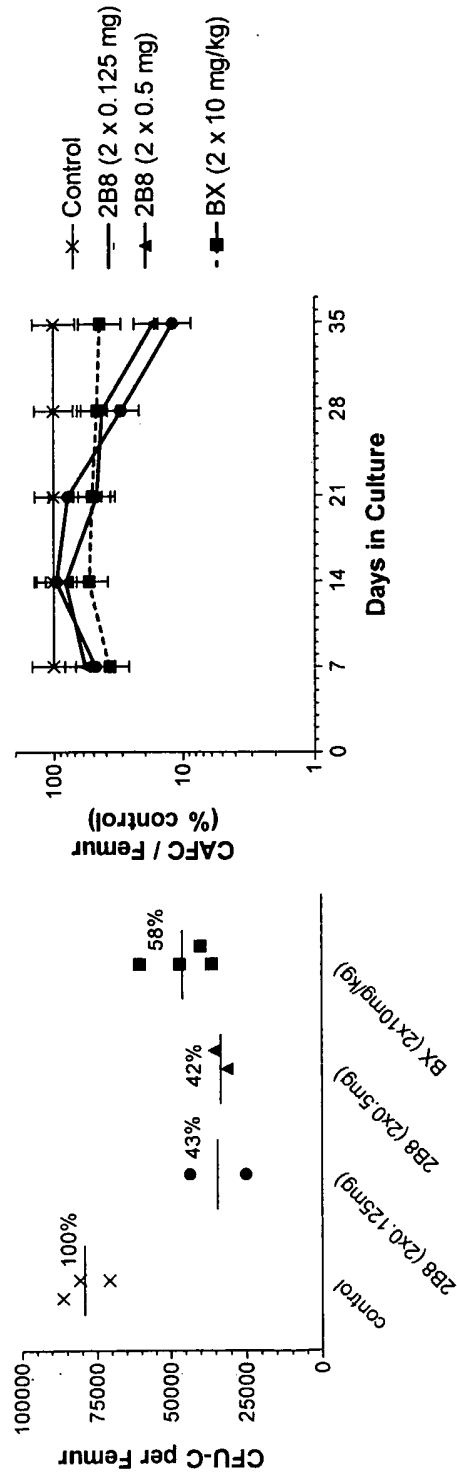 CFU-C per Femur
100000
75000
50000
25000
0
100%
43%
42%
58%
control
2B8 (2x0.125mg)
2B8 (2x0.5mg)
BX (2x10mg/kg)
CAFC / Femur
(% control)
100
10
1
0
7
14
21
28
35
Days in Culture
Control
2B8 (2 x 0.125 mg)
2B8 (2 x 0.5 mg)
BX (2 x 10 mg/kg)